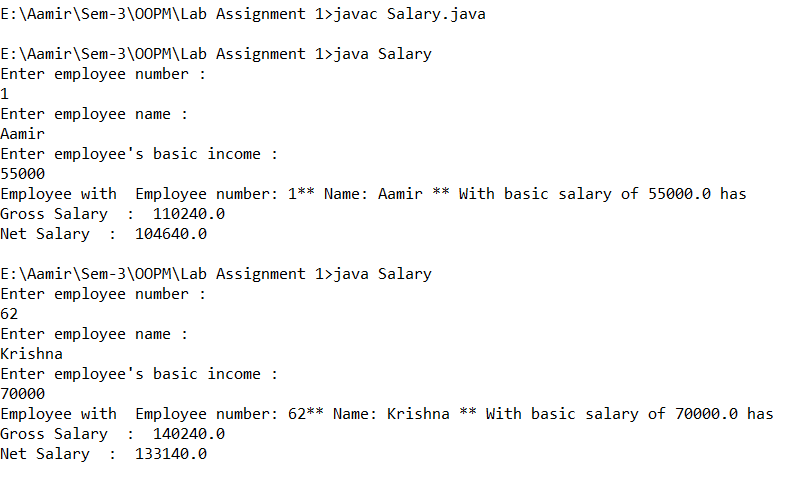 E:\Aamir\Sem-3\OOPM\Lab Assignment 1>javac Salary.java
E:\Aamir\Sem-3\OOPM\Lab Assignment 1>java Salary
Enter employee number :
1
Enter employee name :
Aamir
Enter employee's basic income :
55000
Employee with  Employee number: 1** Name: Aamir ** With basic salary of 55000.0 has
Gross Salary  :  110240.0
Net Salary  :  104640.0
E:\Aamir\Sem-3\OOPM\Lab Assignment 1>java Salary
Enter employee number :
62
Enter employee name :
Krishna
Enter employee's basic income :
70000
Employee with  Employee number: 62** Name: Krishna ** With basic salary of 70000.0 has
Gross Salary  :  140240.0
Net Salary  :  133140.0